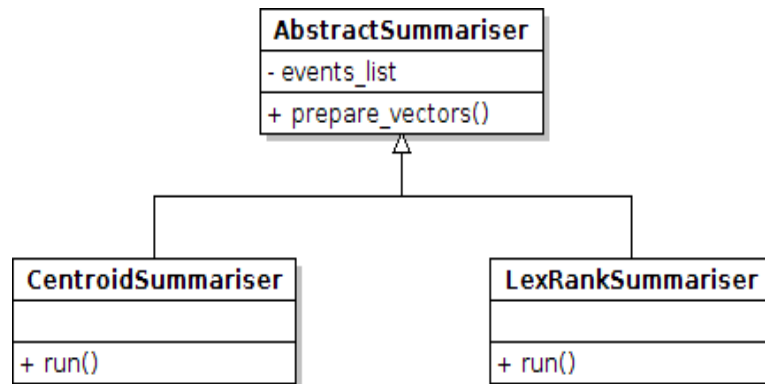 AbstractSummariser
- events_list
+ prepare_vectors()
CentroidSummariser
LexRankSummariser
+ run()
+ run()